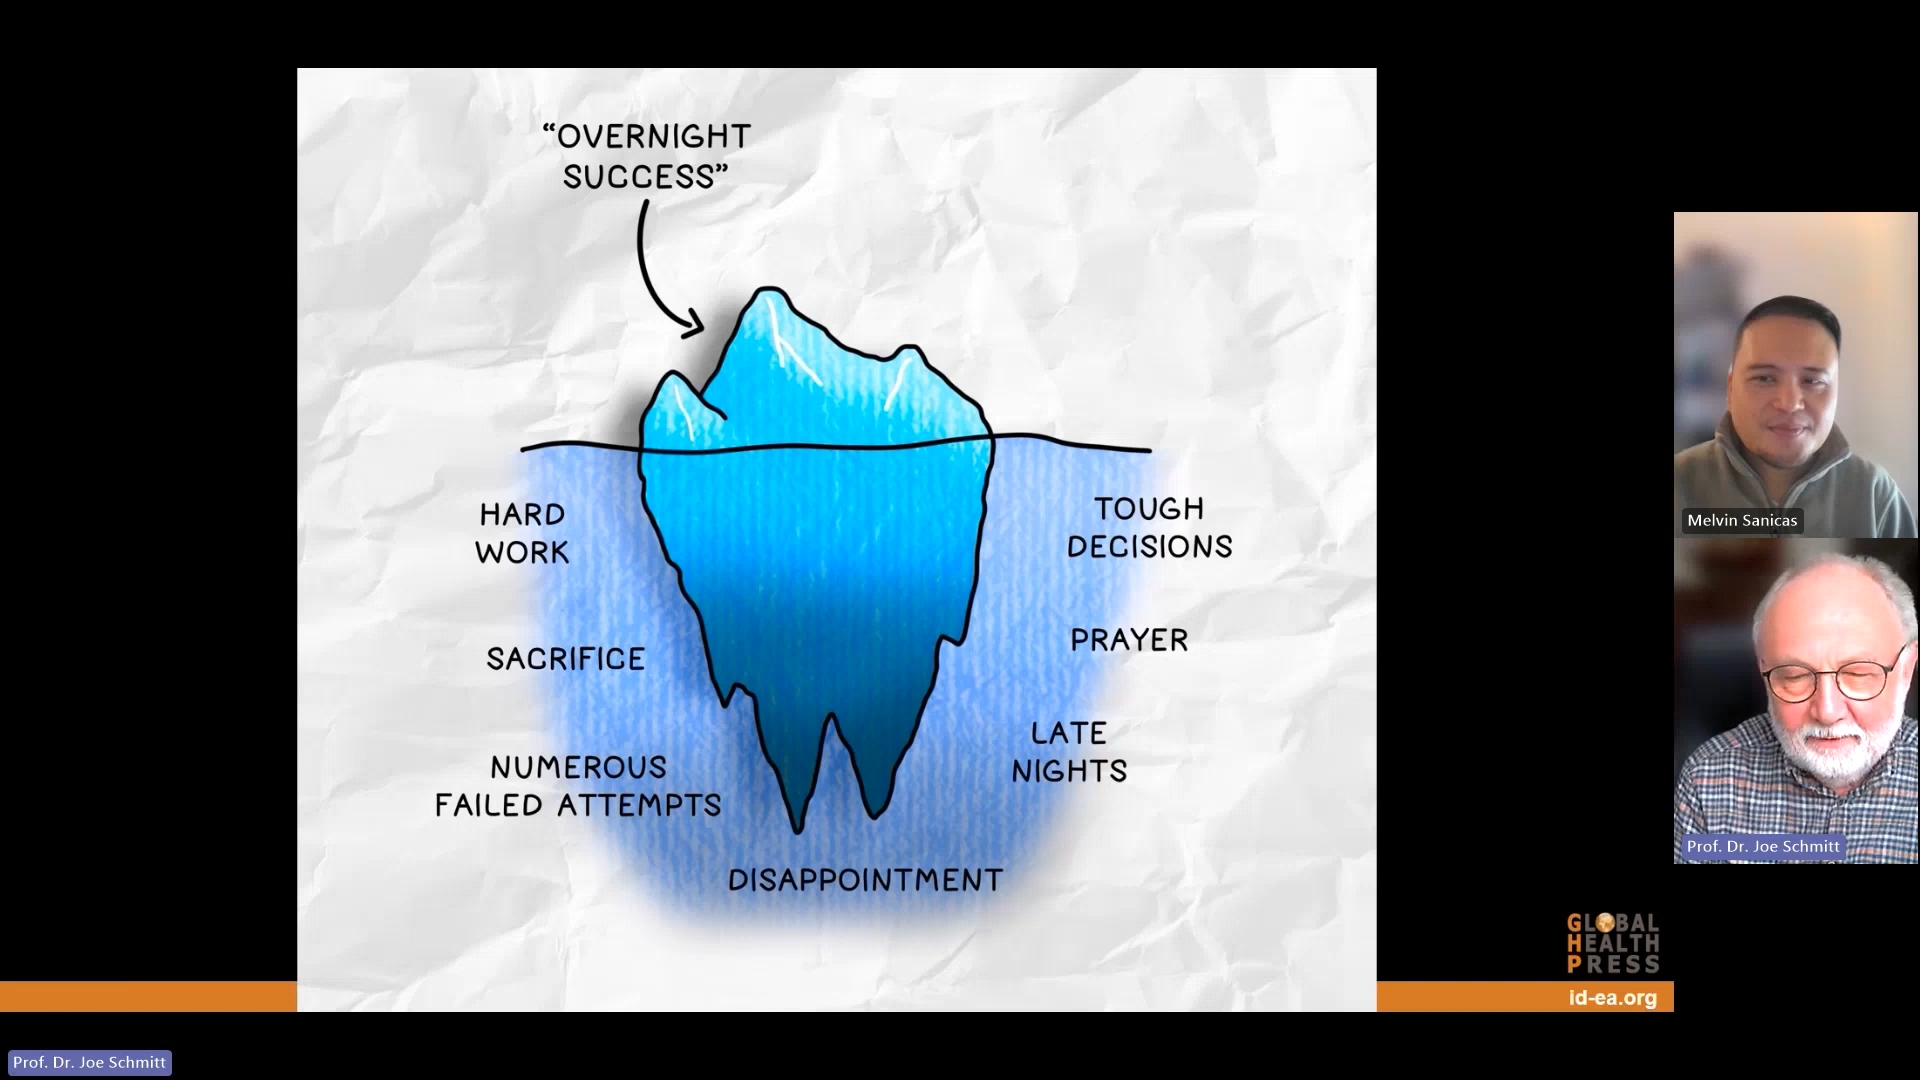 “OVERNIGHT
SUCCESS”
HARD
WORK
TOUGH
DECISIONS
SACRIFICE
PRAYER
LATE
NIGHTS
NUMEROUS
FAILED ATTEMPTS
DISAPPOINTMENT
Melvin Sanicas
Prof. Dr. Joe Schmitt
GLOBAL
HEALTH
PRESS
id-ea.org
Prof. Dr. Joe Schmitt